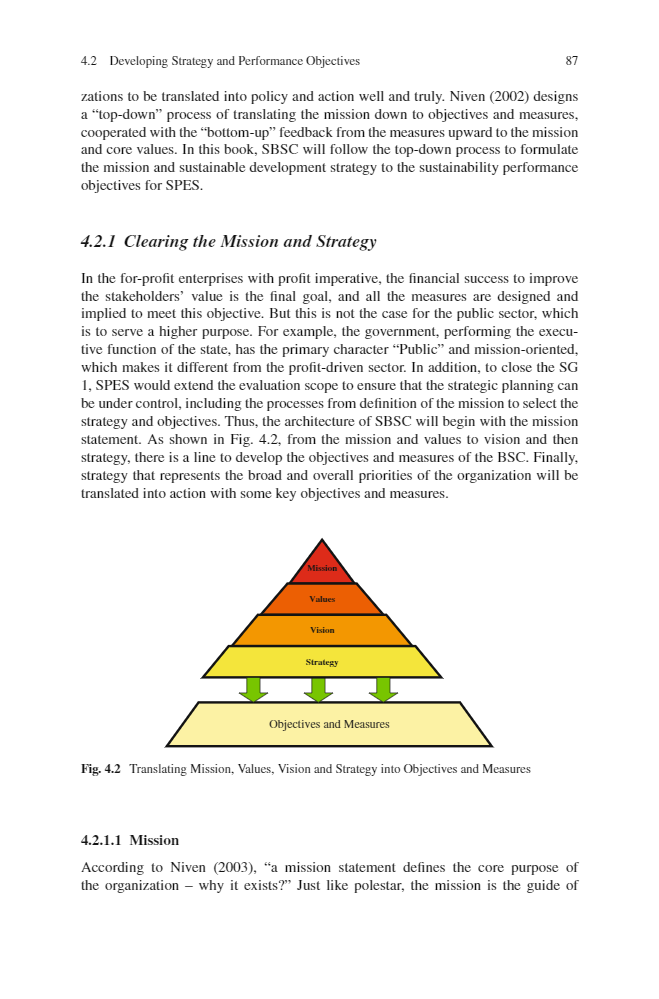 4.2 Developing Strategy and Performance Objectives 87
zations to be translated into policy and action well and truly. Niven (2002) designs
a “top-down” process of translating the mission down to objectives and measures,
cooperated with the “bottom-up” feedback from the measures upward to the mission
and core values. In this book, SBSC will follow the top-down process to formulate
the mission and sustainable development strategy to the sustainability performance
objectives for SPES.
4.2.1 Clearing the Mission and Strategy
In the for-profit enterprises with profit imperative, the financial success to improve
the stakeholders’ value is the final goal, and all the measures are designed and
implied to meet this objective. But this is not the case for the public sector, which
is to serve a higher purpose. For example, the government, performing the execu-
tive function of the state, has the primary character “Public” and mission-oriented,
which makes it different from the profit-driven sector. In addition, to close the SG
1, SPES would extend the evaluation scope to ensure that the strategic planning can
be under control, including the processes from definition of the mission to select the
strategy and objectives. Thus, the architecture of SBSC will begin with the mission
statement. As shown in Fig. 4.2, from the mission and values to vision and then
strategy, there is a line to develop the objectives and measures of the BSC. Finally,
strategy that represents the broad and overall priorities of the organization will be
translated into action with some key objectives and measures.
Mission
Values
Vision
Strategy
Objectives and Measures
Fig. 4.2 Translating Mission, Values, Vision and Strategy into Objectives and Measures
4.2.1.1 Mission
According to Niven (2003), “a mission statement defines the core purpose of
the organization – why it exists?” Just like polestar, the mission is the guide of